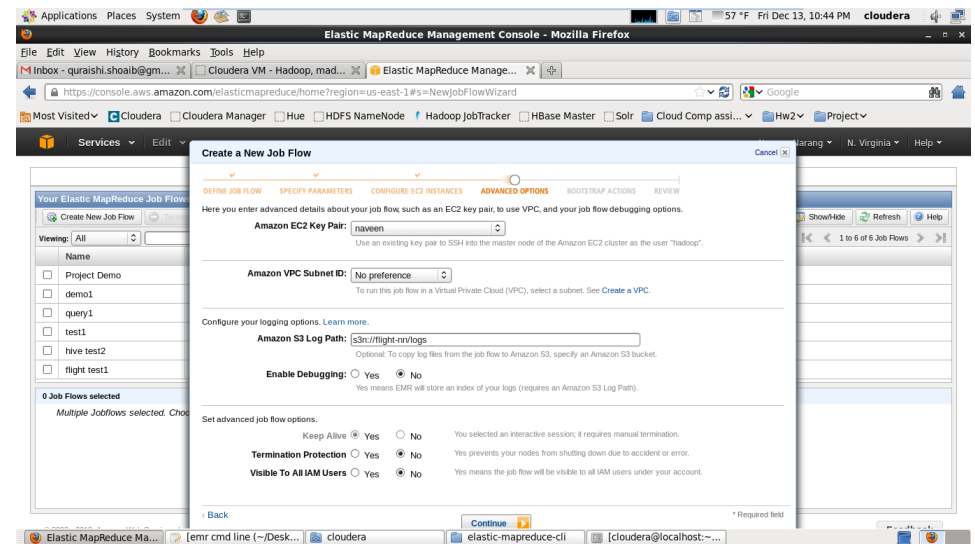 Applications Places System 57 °F Fri Dec 13, 10:44 PM cloudera
Elastic MapReduce Management Console - Mozilla Firefox
File Edit View History Bookmarks Tools Help
Inbox - quraishi.shoaib@gm... Cloudera VM - Hadoop, mad... Elastic MapReduce Manage...
https://console.aws.amazon.com/elasticmapreduce/home?region=us-east-1#s=NewJobFlowWizard Google
Most Visited Cloudera Cloudera Manager Hue HDFS NameNode Hadoop JobTracker HBase Master Solr Cloud Comp assi... Hw2 Project
Services Edit Narang N. Virginia Help
Create a New Job Flow Cancel
DEFINE JOB FLOW SPECIFY PARAMETERS CONFIGURE EC2 INSTANCES ADVANCED OPTIONS BOOTSTRAP ACTIONS REVIEW
Here you enter advanced details about your job flow, such as an EC2 key pair, to use VPC, and your job flow debugging options.
Amazon EC2 Key Pair: naveen
Use an existing key pair to SSH into the master node of the Amazon EC2 cluster as the user "hadoop".
Amazon VPC Subnet ID: No preference
To run this job flow in a Virtual Private Cloud (VPC), select a subnet. See Create a VPC.
Configure your logging options. Learn more.
Amazon S3 Log Path: s3n://flight-nn/logs
Optional: To copy log files from the job flow to Amazon S3, specify an Amazon S3 bucket.
Enable Debugging: Yes No
Yes means EMR will store an index of your logs (requires an Amazon S3 Log Path).
Set advanced job flow options.
Keep Alive Yes No You selected an interactive session; it requires manual termination.
Termination Protection Yes No Yes prevents your nodes from shutting down due to accident or error.
Visible To All IAM Users Yes No Yes means the job flow will be visible to all IAM users under your account.
Back Continue * Required field
Your Elastic MapReduce Job Flows
Create New Job Flow Show/Hide Refresh Help
Viewing: All 1 to 6 of 6 Job Flows
Name
Project Demo
demo1
query1
test1
hive test2
flight test1
0 Job Flows selected
Multiple Jobflows selected. Choo
Elastic MapReduce Ma... [emr cmd line (~/Desk... cloudera elastic-mapreduce-cli [cloudera@localhost:~...